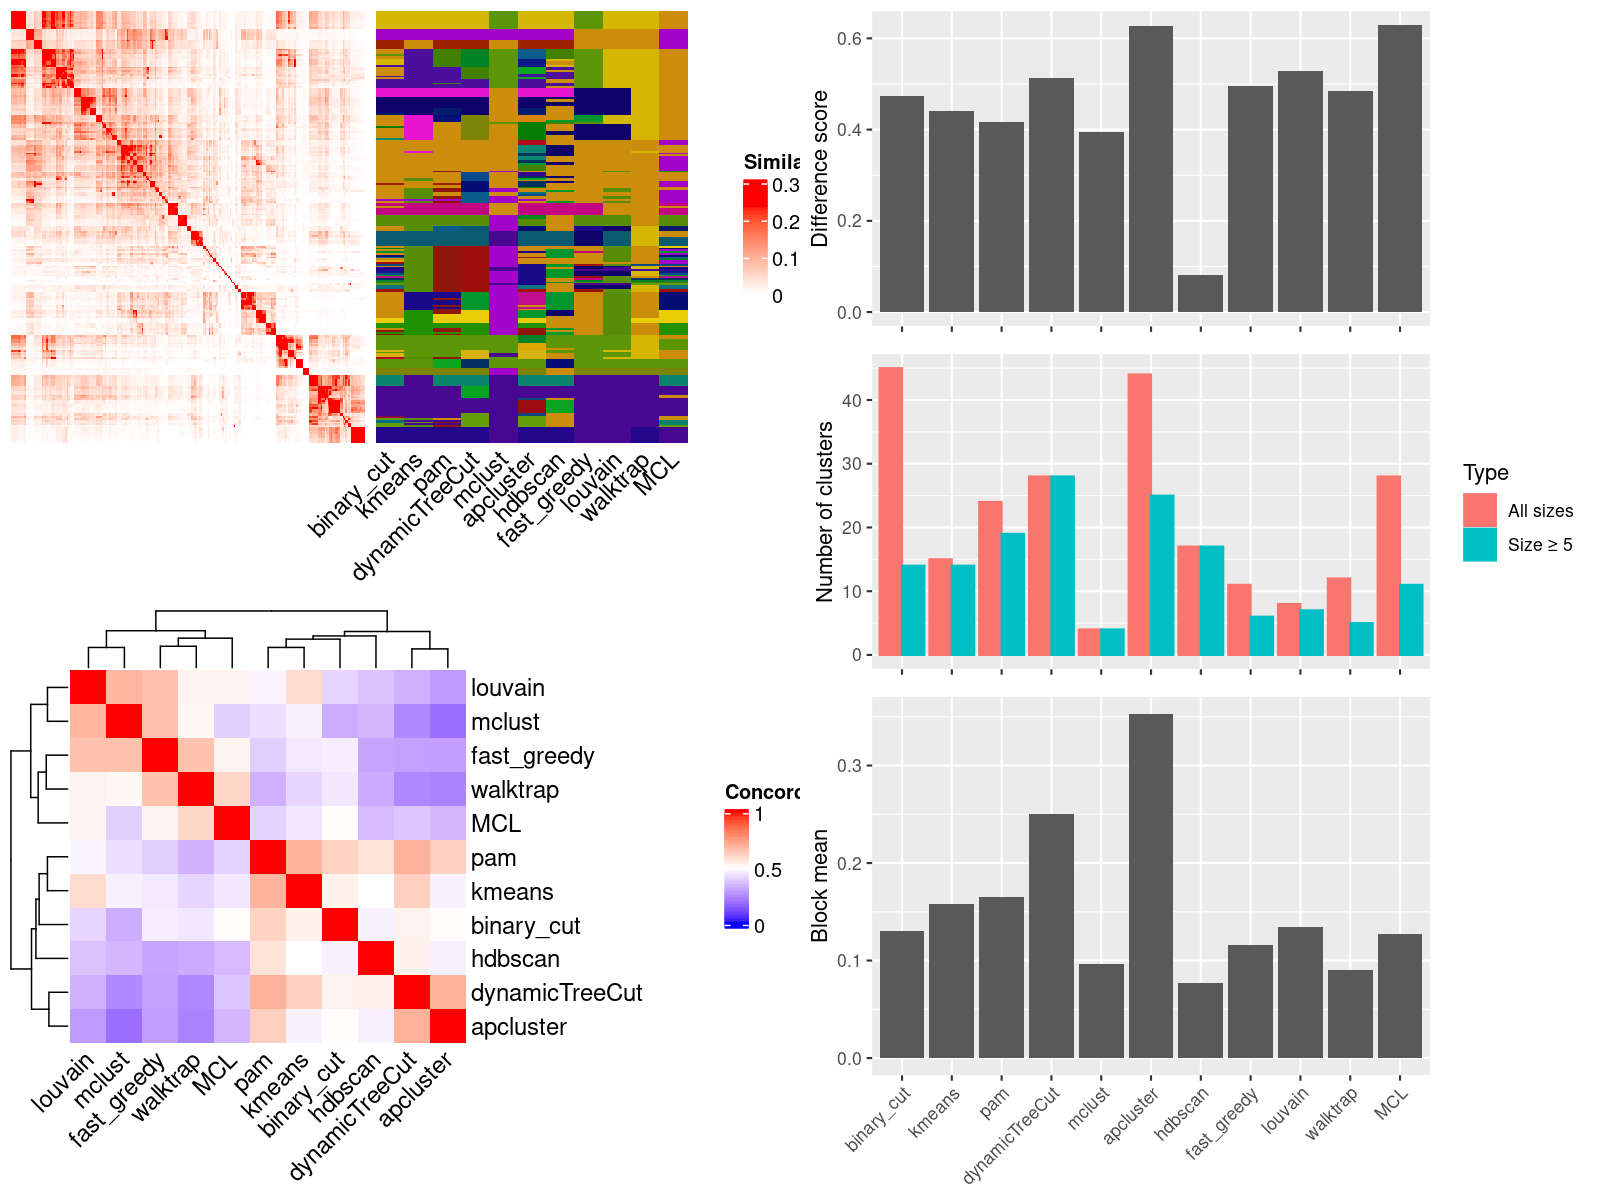 Simila
0.3
0.2
0.1
0
binary_cut
kmeans
pam
dynamicTreeCut
mclust
apcluster
hdbscan
fast_greedy
louvain
walktrap
MCL
louvain
mclust
fast_greedy
walktrap
MCL
pam
kmeans
binary_cut
hdbscan
dynamicTreeCut
apcluster
louvain
mclust
fast_greedy
walktrap
MCL
pam
kmeans
binary_cut
hdbscan
dynamicTreeCut
apcluster
Concord
1
0.5
0
Difference score
0.6
0.4
0.2
0.0
Number of clusters
40
30
20
10
0
Type
All sizes
Size ≥ 5
Block mean
0.3
0.2
0.1
0.0
binary_cut
kmeans
pam
dynamicTreeCut
mclust
apcluster
hdbscan
fast_greedy
louvain
walktrap
MCL